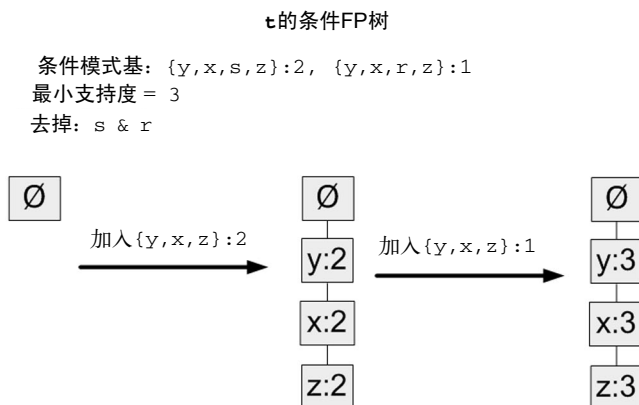 t的条件FP树
条件模式基：{y,x,s,z}:2, {y,x,r,z}:1
最小支持度 = 3
去掉：s & r
Ø
加入{y,x,z}:2
Ø
加入{y,x,z}:1
Ø
y:2
y:3
x:2
x:3
z:2
z:3